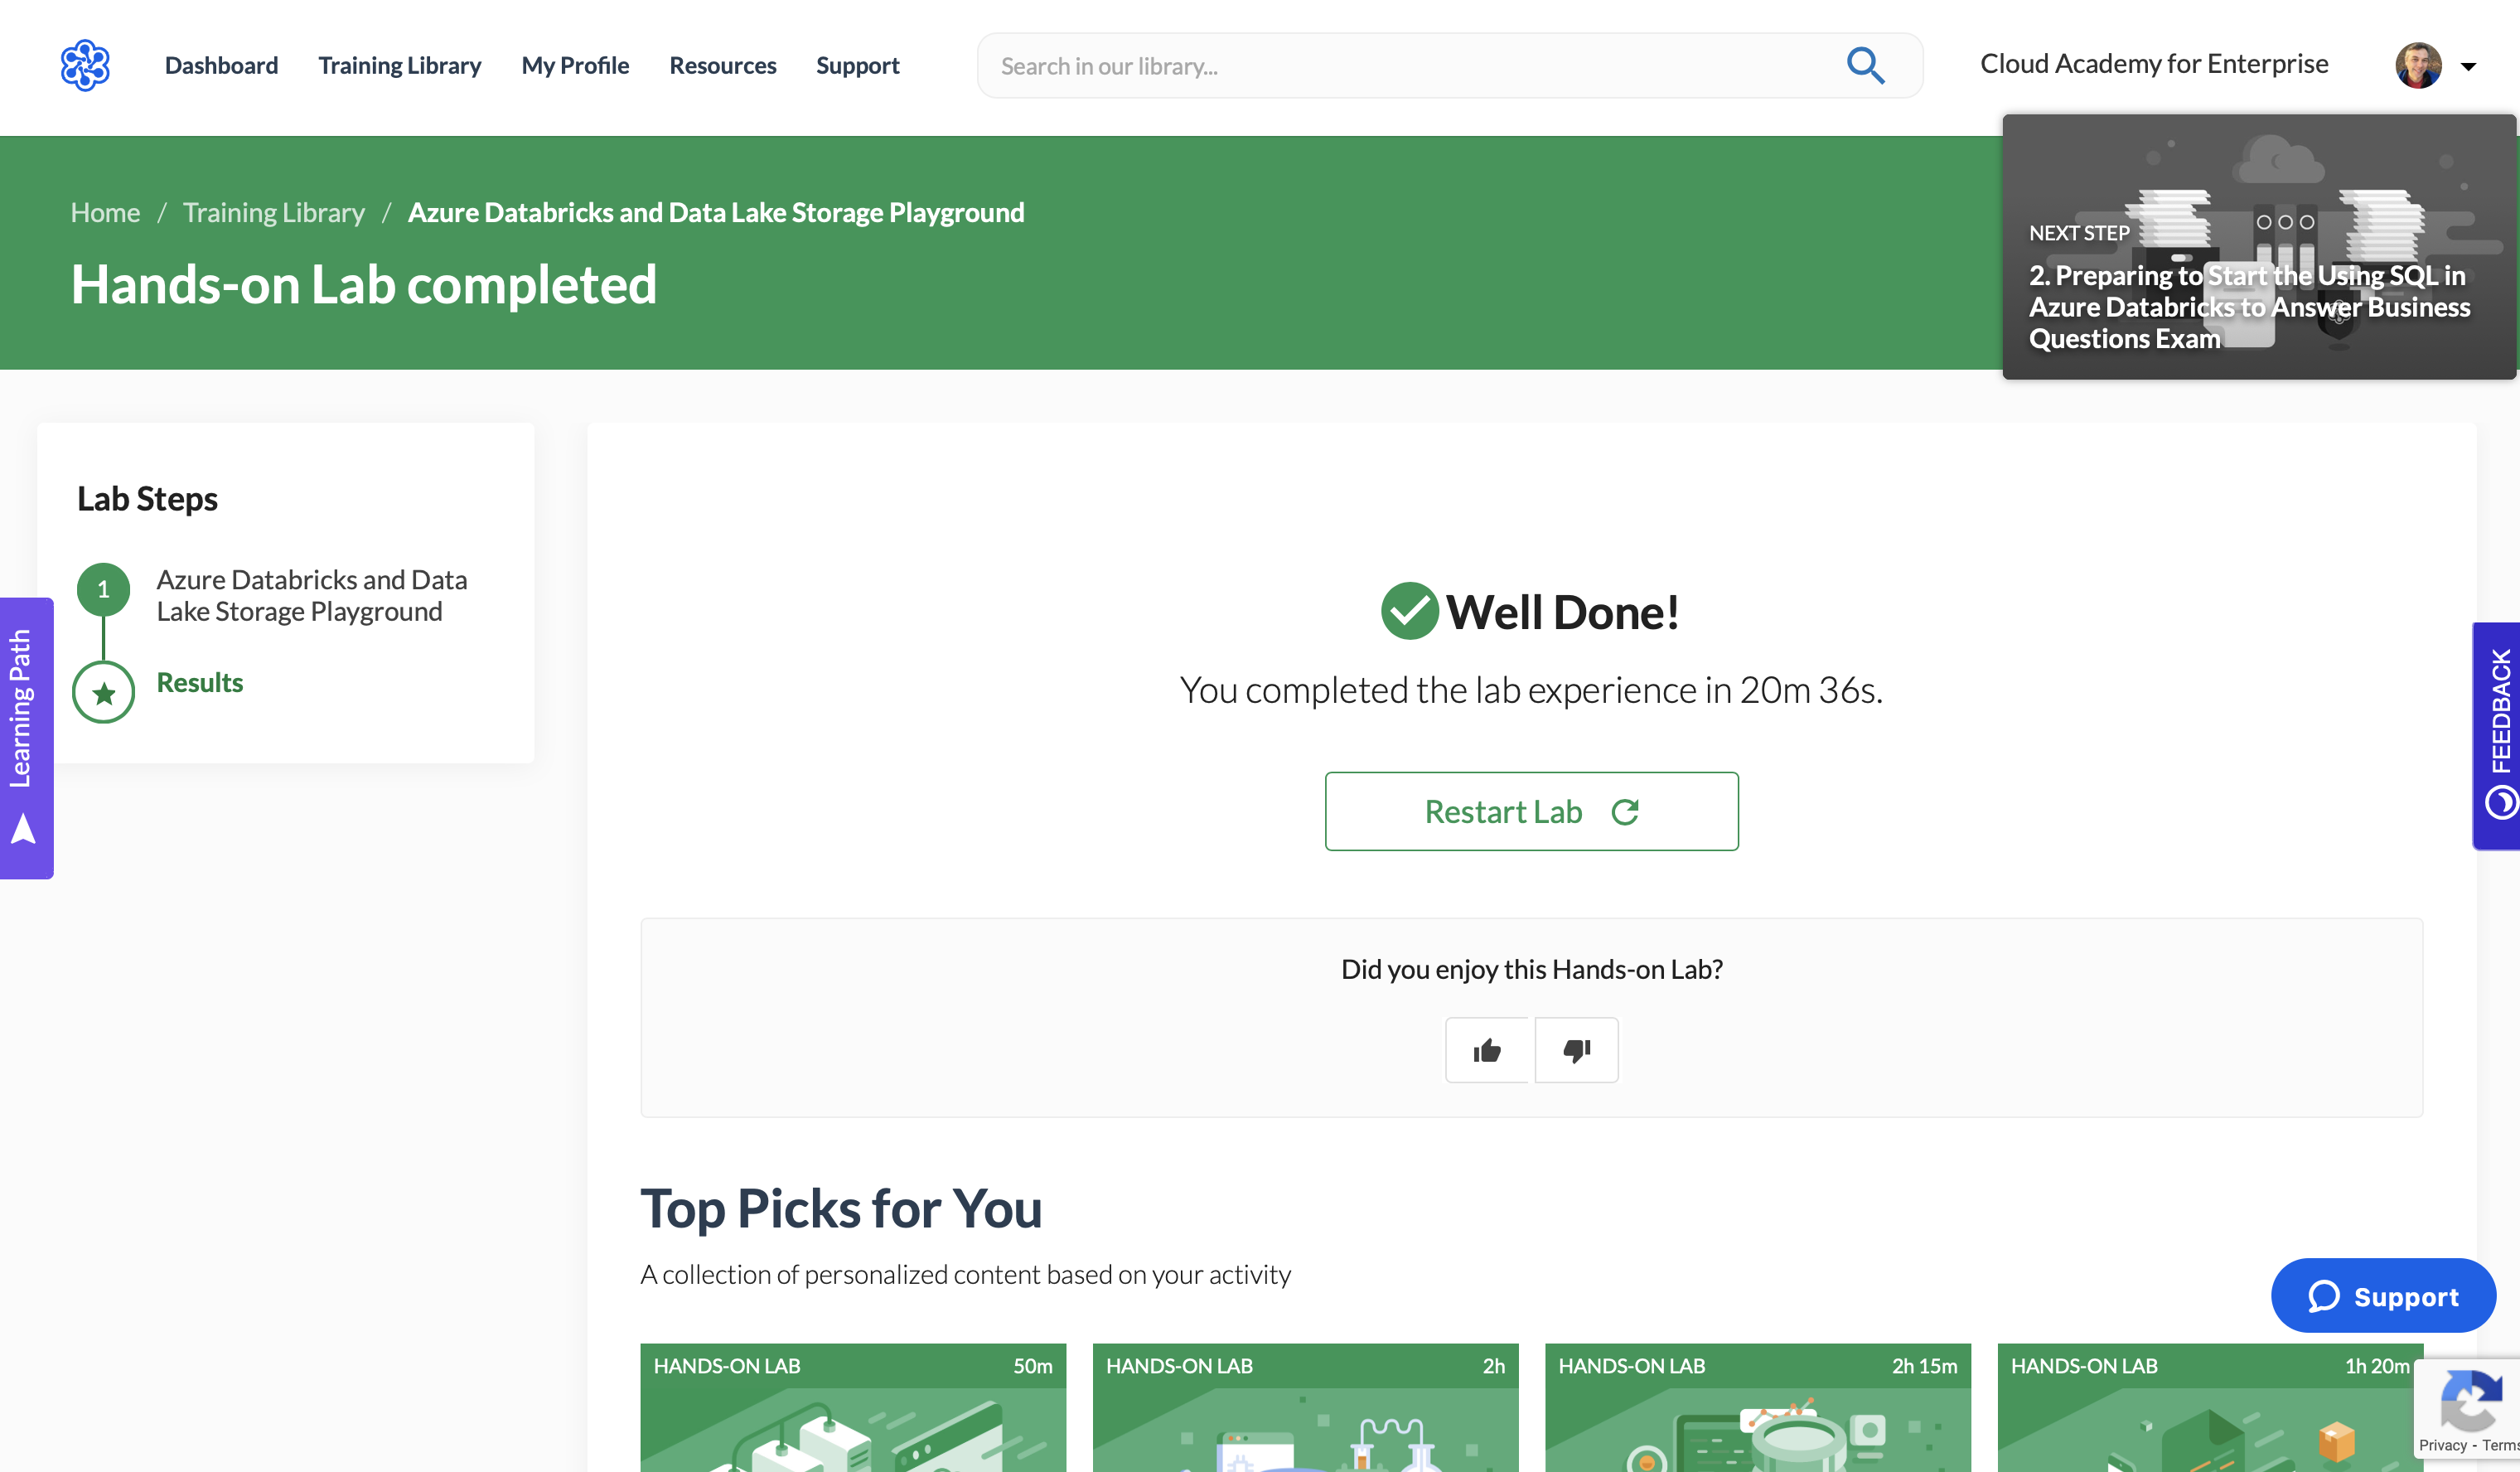 Dashboard
Training Library
My Profile
Resources
Support
Search in our library...
Cloud Academy for Enterprise
Home / Training Library / Azure Databricks and Data Lake Storage Playground
Hands-on Lab completed
NEXT STEP
2. Preparing to Start the Using SQL in
Azure Databricks to Answer Business
Questions Exam
Lab Steps
1
Azure Databricks and Data
Lake Storage Playground
Results
Learning Path
Well Done!
You completed the lab experience in 20m 36s.
Restart Lab
FEEDBACK
Did you enjoy this Hands-on Lab?
Top Picks for You
A collection of personalized content based on your activity
Support
HANDS-ON LAB 50m
HANDS-ON LAB 2h
HANDS-ON LAB 2h 15m
HANDS-ON LAB 1h 20m
Privacy - Terms